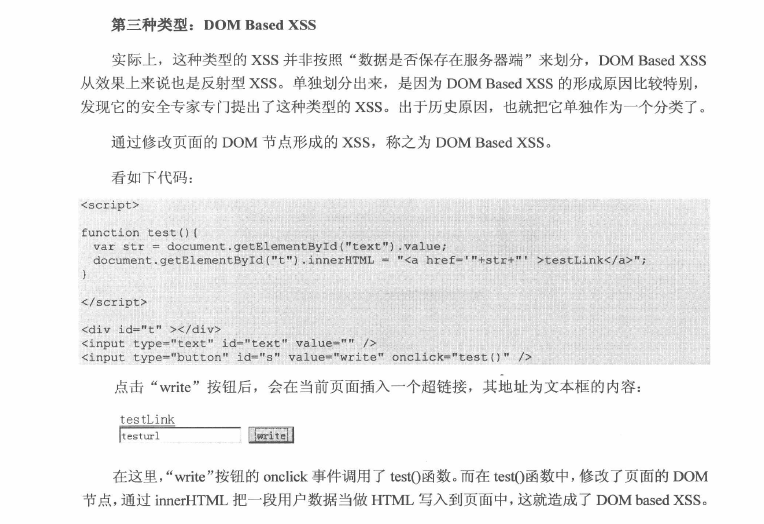 第三种类型：DOM Based XSS
实际上，这种类型的 XSS 并非按照“数据是否保存在服务器端”来划分，DOM Based XSS
从效果上来说也是反射型 XSS。单独划分出来，是因为 DOM Based XSS 的形成原因比较特别，
发现它的安全专家专门提出了这种类型的 XSS。出于历史原因，也就把它单独作为一个分类了。
通过修改页面的 DOM 节点形成的 XSS，称之为 DOM Based XSS。
看如下代码：
<script>
function test(){
var str = document.getElementById("text").value;
document.getElementById("t").innerHTML = "<a href='"+str+"' >testLink</a>";
}
</script>
<div id="t" ></div>
<input type="text" id="text" value="" />
<input type="button" id="s" value="write" onclick="test()" />
点击“write”按钮后，会在当前页面插入一个超链接，其地址为文本框的内容：
testLink
testurl write
在这里，“write”按钮的 onclick 事件调用了 test()函数。而在 test()函数中，修改了页面的 DOM
节点，通过 innerHTML 把一段用户数据当做 HTML 写入到页面中，这就造成了 DOM based XSS。